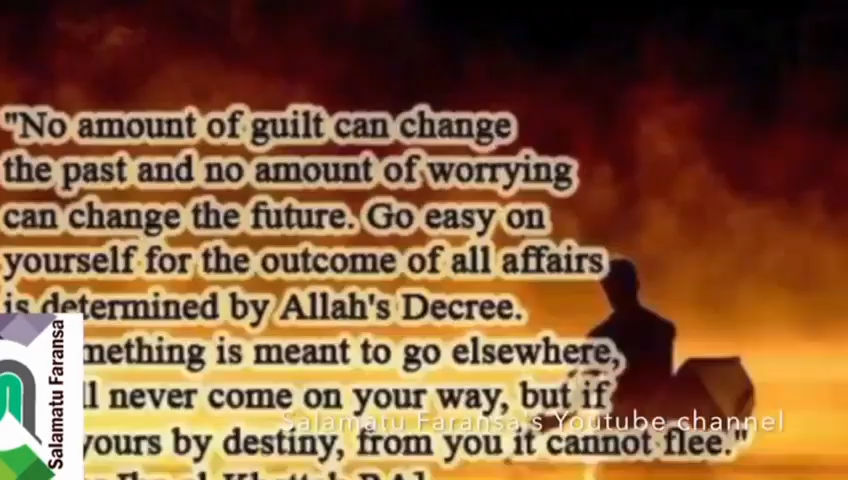 "No amount of guilt can change
the past and no amount of worrying
can change the future. Go easy on
yourself for the outcome of all affairs
is determined by Allah's Decree.
mething is meant to go elsewhere,
ll never come on your way, but if
yours by destiny, from you it cannot flee."
Salamatu Faransa's Youtube channel
Salamatu Faransa